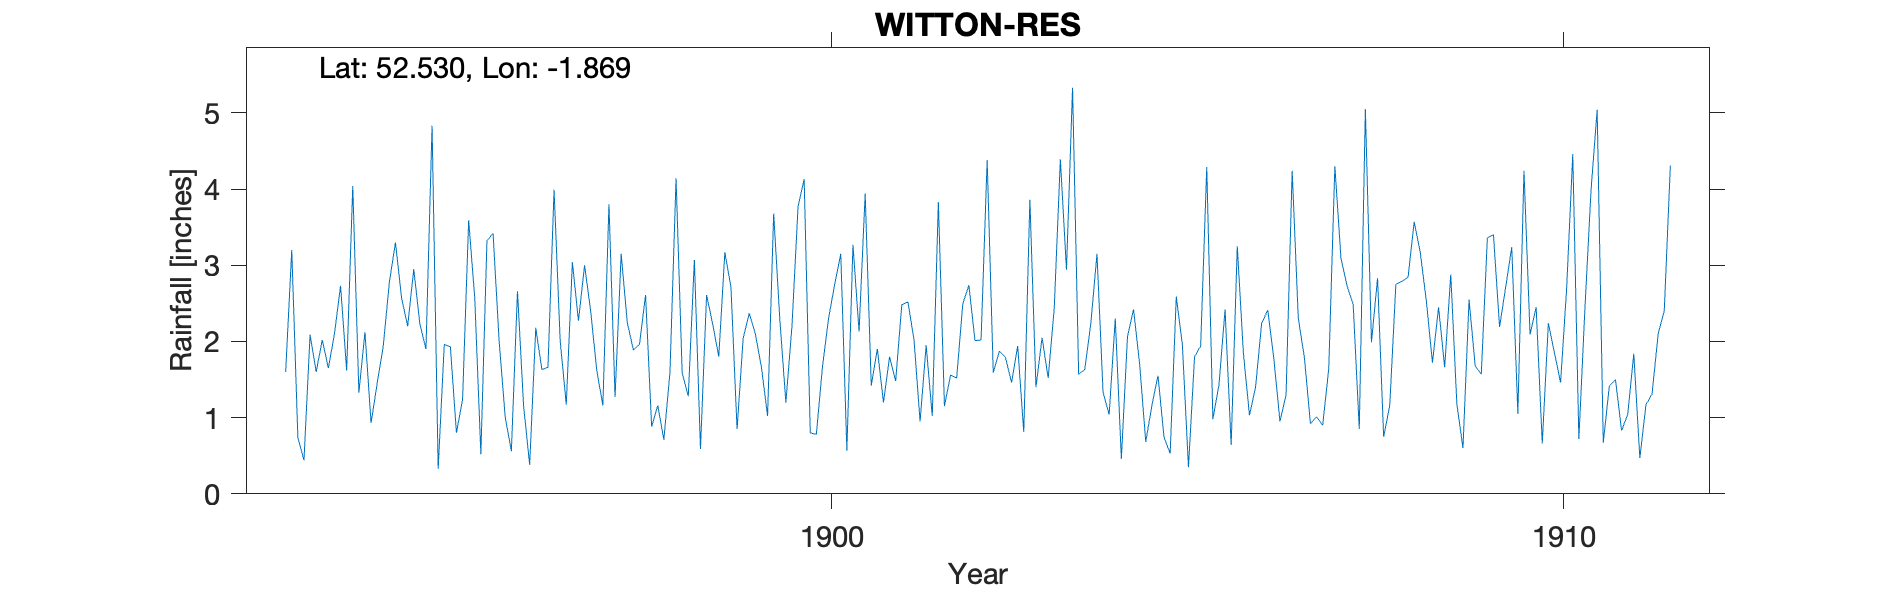 WITTON-RES
Lat: 52.530, Lon: -1.869
5
4
3
2
1
0
Rainfall [inches]
1900
1910
Year